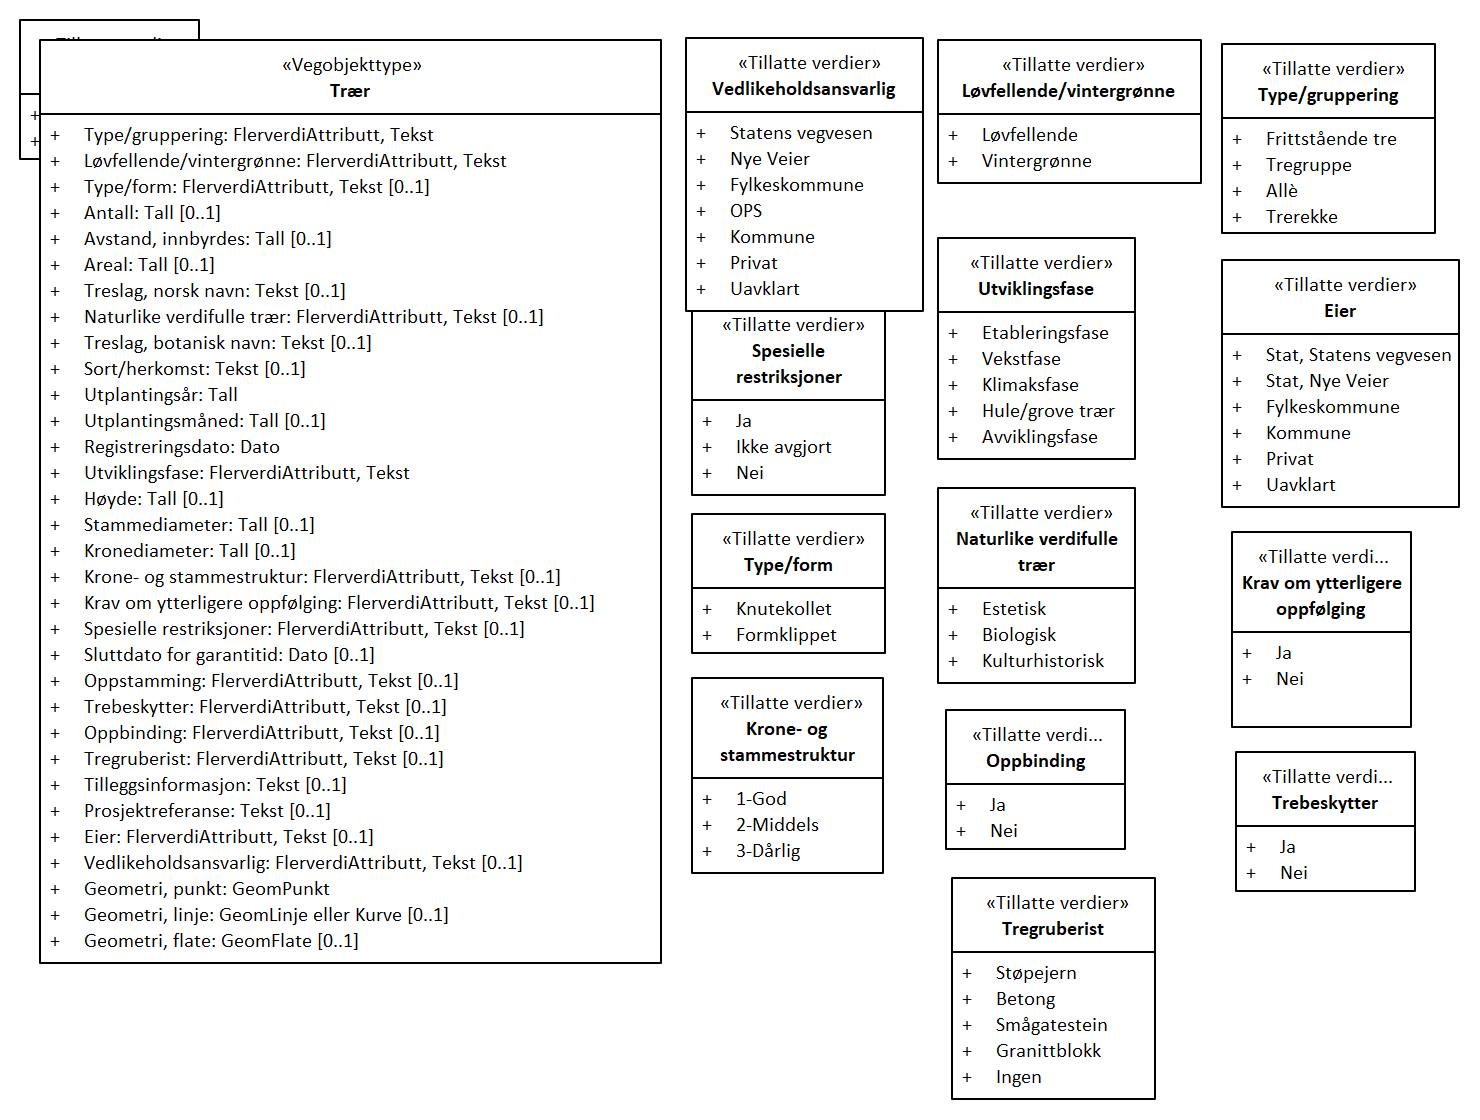 «Vegobjekttype»
Trær
+ Type/gruppering: FlerverdiAttributt, Tekst
+ Løvfellende/vintergrønne: FlerverdiAttributt, Tekst
+ Type/form: FlerverdiAttributt, Tekst [0..1]
+ Antall: Tall [0..1]
+ Avstand, innbyrdes: Tall [0..1]
+ Areal: Tall [0..1]
+ Treslag, norsk navn: Tekst [0..1]
+ Naturlike verdifulle trær: FlerverdiAttributt, Tekst [0..1]
+ Treslag, botanisk navn: Tekst [0..1]
+ Sort/herkomst: Tekst [0..1]
+ Utplantingsår: Tall
+ Utplantingsmåned: Tall [0..1]
+ Registreringsdato: Dato
+ Utviklingsfase: FlerverdiAttributt, Tekst
+ Høyde: Tall [0..1]
+ Stammediameter: Tall [0..1]
+ Kronediameter: Tall [0..1]
+ Krone- og stammestruktur: FlerverdiAttributt, Tekst [0..1]
+ Krav om ytterligere oppfølging: FlerverdiAttributt, Tekst [0..1]
+ Spesielle restriksjoner: FlerverdiAttributt, Tekst [0..1]
+ Sluttdato for garantitid: Dato [0..1]
+ Oppstamming: FlerverdiAttributt, Tekst [0..1]
+ Trebeskytter: FlerverdiAttributt, Tekst [0..1]
+ Oppbinding: FlerverdiAttributt, Tekst [0..1]
+ Tregruberist: FlerverdiAttributt, Tekst [0..1]
+ Tilleggsinformasjon: Tekst [0..1]
+ Prosjektreferanse: Tekst [0..1]
+ Eier: FlerverdiAttributt, Tekst [0..1]
+ Vedlikeholdsansvarlig: FlerverdiAttributt, Tekst [0..1]
+ Geometri, punkt: GeomPunkt
+ Geometri, linje: GeomLinje eller Kurve [0..1]
+ Geometri, flate: GeomFlate [0..1]
«Tillatte verdier»
Vedlikeholdsansvarlig
+ Statens vegvesen
+ Nye Veier
+ Fylkeskommune
+ OPS
+ Kommune
+ Privat
+ Uavklart
«Tillatte verdier»
Spesielle
restriksjoner
+ Ja
+ Ikke avgjort
+ Nei
«Tillatte verdier»
Type/form
+ Knutekollet
+ Formklippet
«Tillatte verdier»
Krone- og
stammestruktur
+ 1-God
+ 2-Middels
+ 3-Dårlig
«Tillatte verdier»
Løvfellende/vintergrønne
+ Løvfellende
+ Vintergrønne
«Tillatte verdier»
Utviklingsfase
+ Etableringsfase
+ Vekstfase
+ Klimaksfase
+ Hule/grove trær
+ Avviklingsfase
«Tillatte verdier»
Naturlike verdifulle
trær
+ Estetisk
+ Biologisk
+ Kulturhistorisk
«Tillatte verdi...
Oppbinding
+ Ja
+ Nei
«Tillatte verdier»
Tregruberist
+ Støpejern
+ Betong
+ Smågatestein
+ Granittblokk
+ Ingen
«Tillatte verdier»
Type/gruppering
+ Frittstående tre
+ Tregruppe
+ Allè
+ Trerekke
«Tillatte verdier»
Eier
+ Stat, Statens vegvesen
+ Stat, Nye Veier
+ Fylkeskommune
+ Kommune
+ Privat
+ Uavklart
«Tillatte verdi...
Krav om ytterligere
oppfølging
+ Ja
+ Nei
«Tillatte verdi...
Trebeskytter
+ Ja
+ Nei